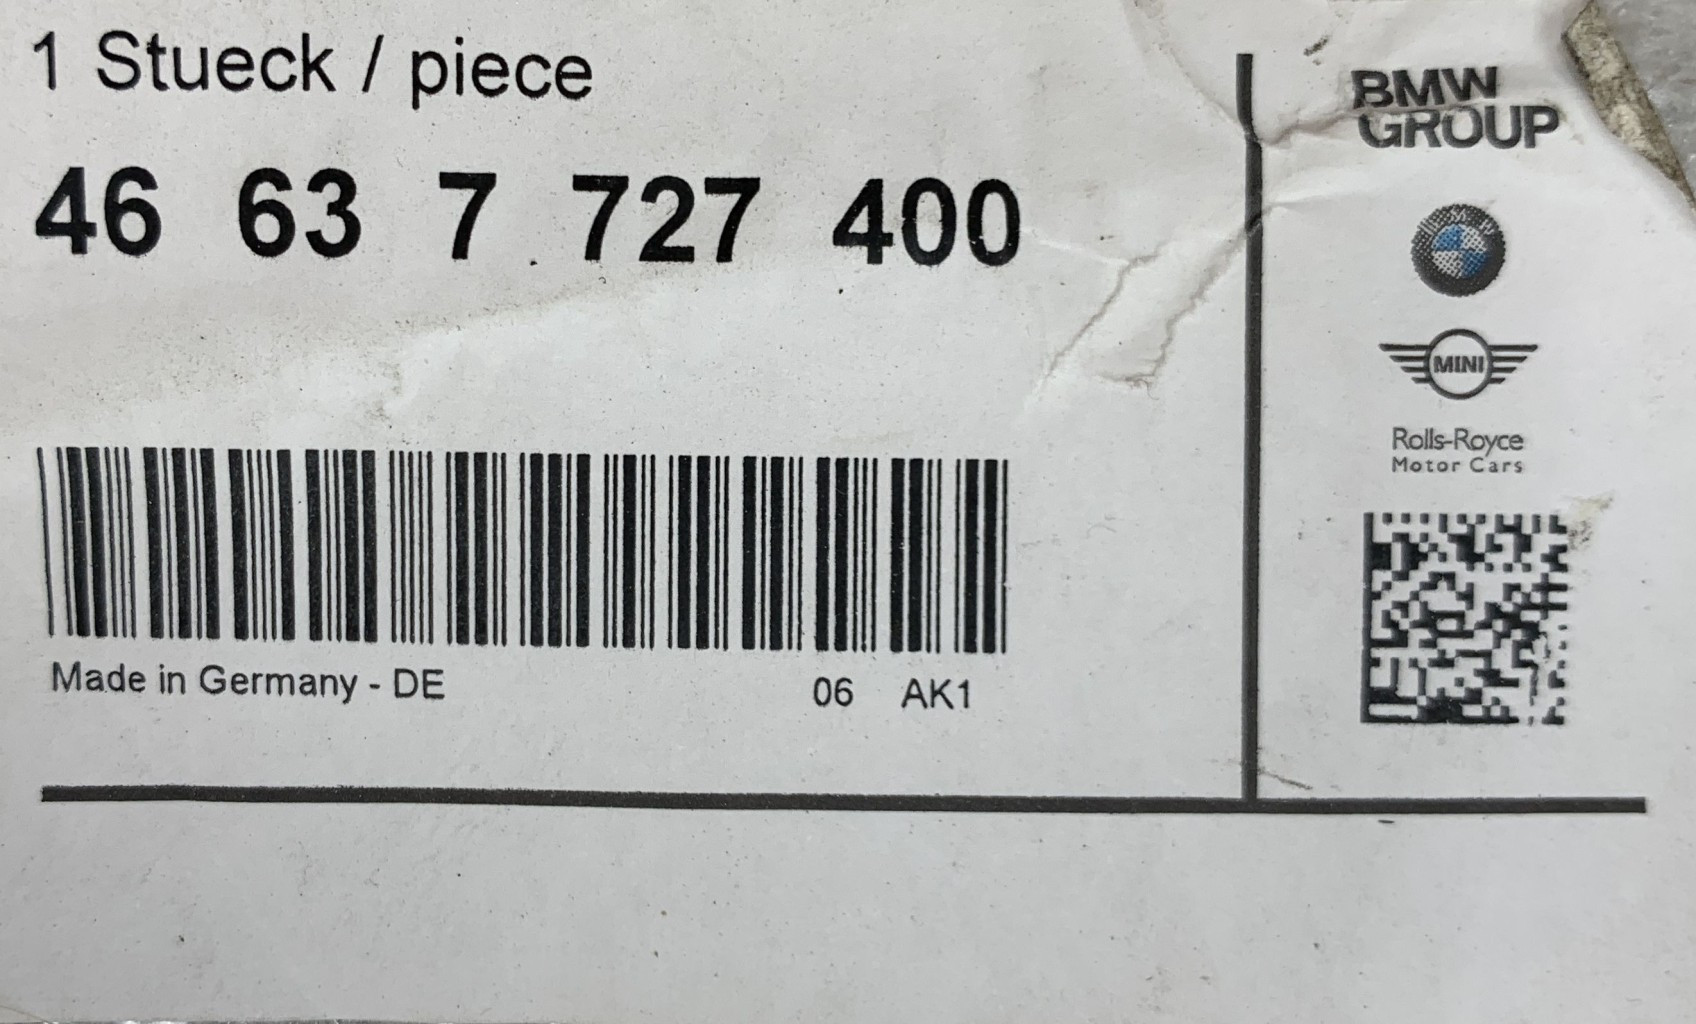 1 Stueck / piece
46 63 7 727 400
Made in Germany - DE
06 AK1
BMW
GROUP
BMW
MINI
Rolls-Royce
Motor Cars